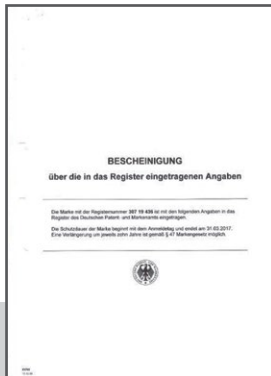 BESCHEINIGUNG
über die in das Register eingetragenen Angaben
Die Marke mit der Registernummer 307 19 435 ist mit den folgenden Angaben in das
Register des Deutschen Patent- und Markenamts eingetragen.
Die Schutzdauer der Marke beginnt mit dem Anmeldetag und endet am 31.03.2017.
Eine Verlängerung um jeweils zehn Jahre ist gemäß § 47 Markengesetz möglich.